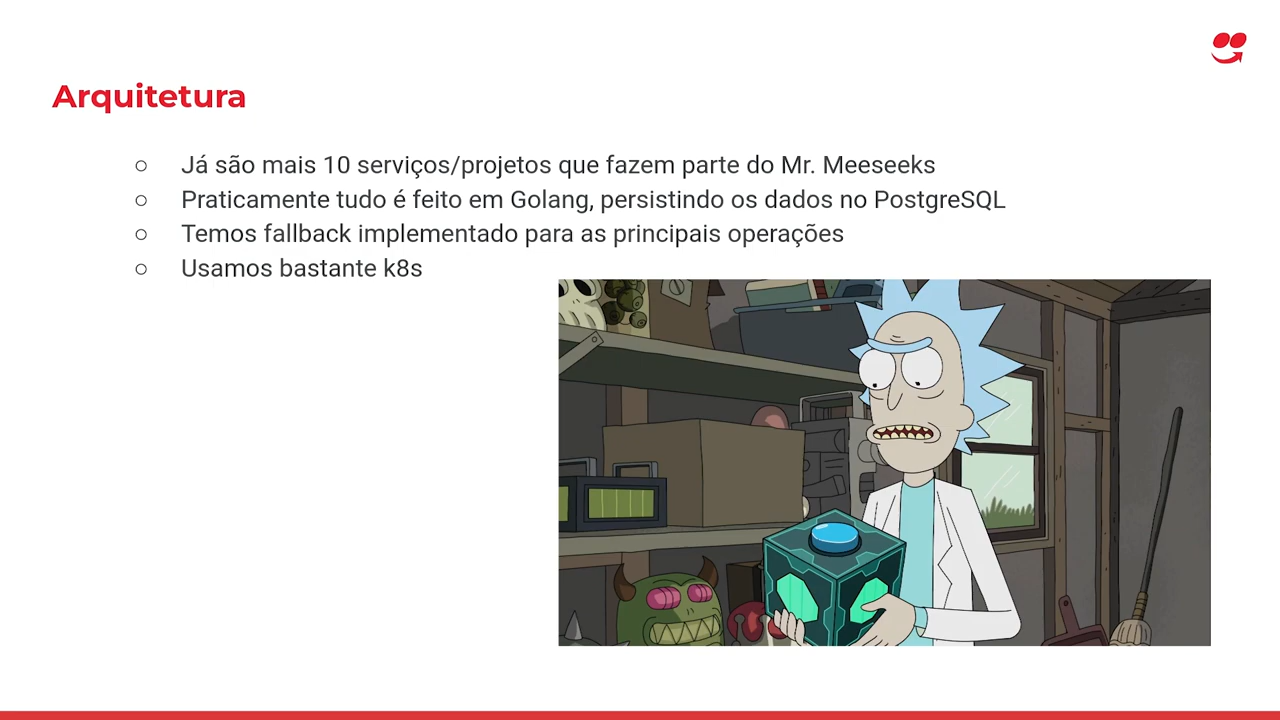 Arquitetura
○ Já são mais 10 serviços/projetos que fazem parte do Mr. Meeseeks
○ Praticamente tudo é feito em Golang, persistindo os dados no PostgreSQL
○ Temos fallback implementado para as principais operações
○ Usamos bastante k8s